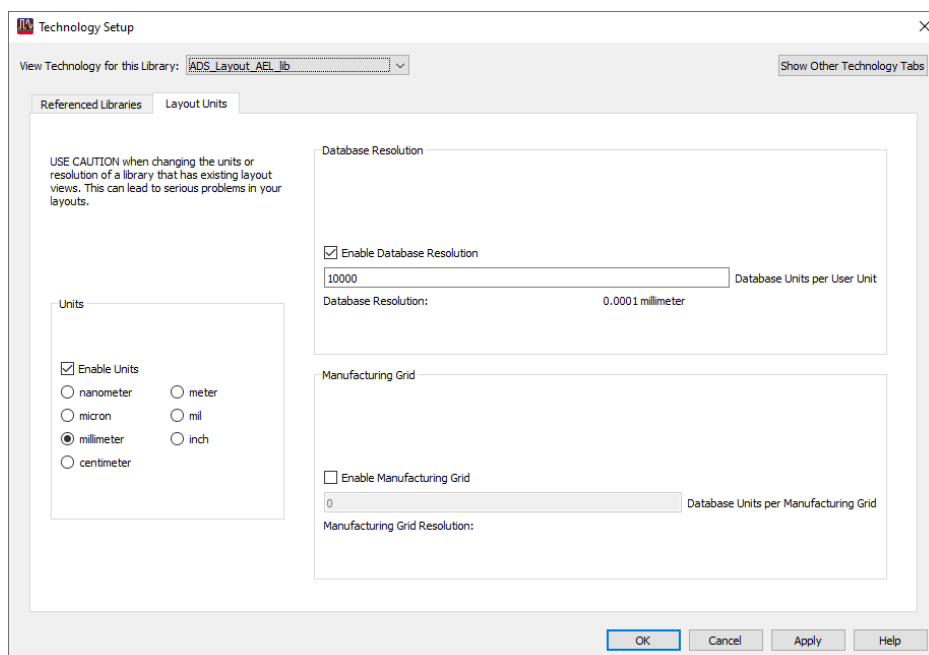 Technology Setup
View Technology for this Library: ADS_Layout_AEL_lib
Show Other Technology Tabs
Referenced Libraries
Layout Units
USE CAUTION when changing the units or
resolution of a library that has existing layout
views. This can lead to serious problems in your
layouts.
Units
Enable Units
nanometer
meter
micron
mil
millimeter
inch
centimeter
Database Resolution
Enable Database Resolution
10000
Database Units per User Unit
Database Resolution:
0.0001 millimeter
Manufacturing Grid
Enable Manufacturing Grid
0
Database Units per Manufacturing Grid
Manufacturing Grid Resolution:
OK
Cancel
Apply
Help